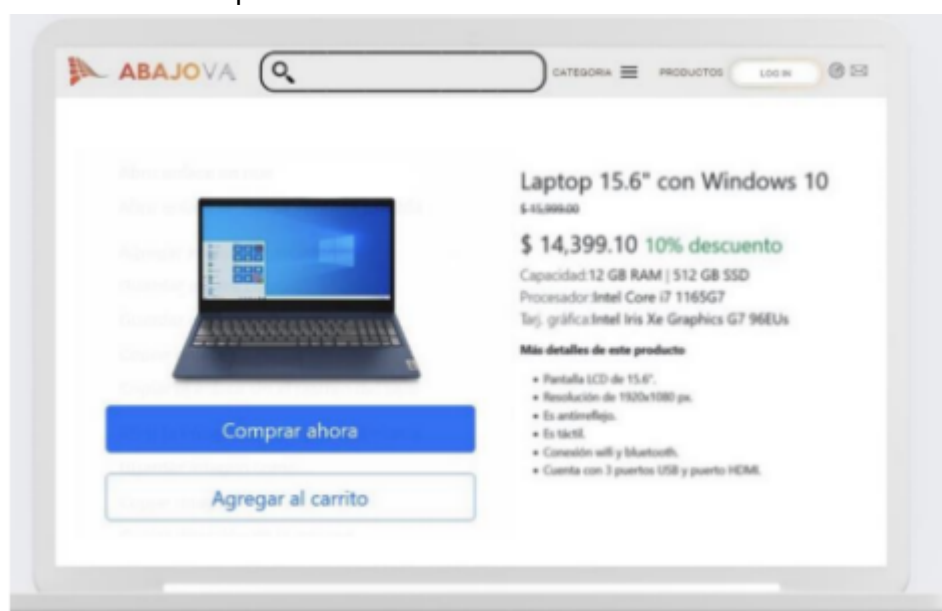 ABAJOVA
CATEGORIA
PRODUCTOS
LOG IN
Laptop 15.6" con Windows 10
$ 15,999.00
$ 14,399.10 10% descuento
Capacidad:12 GB RAM | 512 GB SSD
Procesador:Intel Core i7 1165G7
Tarj. gráfica:Intel Iris Xe Graphics G7 96EUs
Más detalles de este producto
• Pantalla LCD de 15.6".
• Resolución de 1920x1080 px.
• Es antirreflejo.
• Es táctil.
• Conexión wifi y bluetooth.
• Cuenta con 3 puertos USB y puerto HDMI.
Comprar ahora
Agregar al carrito